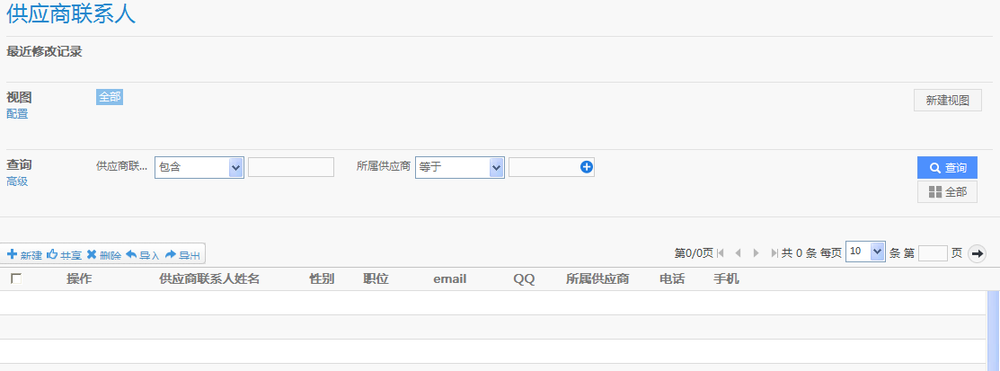 供应商联系人
最近修改记录
视图 全部 新建视图
配置
查询 供应商联... 包含 所属供应商 等于 查询
高级 全部
新建 共享 删除 导入 导出 第0/0页 共 0 条 每页 10 条 第 页
操作 供应商联系人姓名 性别 职位 email QQ 所属供应商 电话 手机